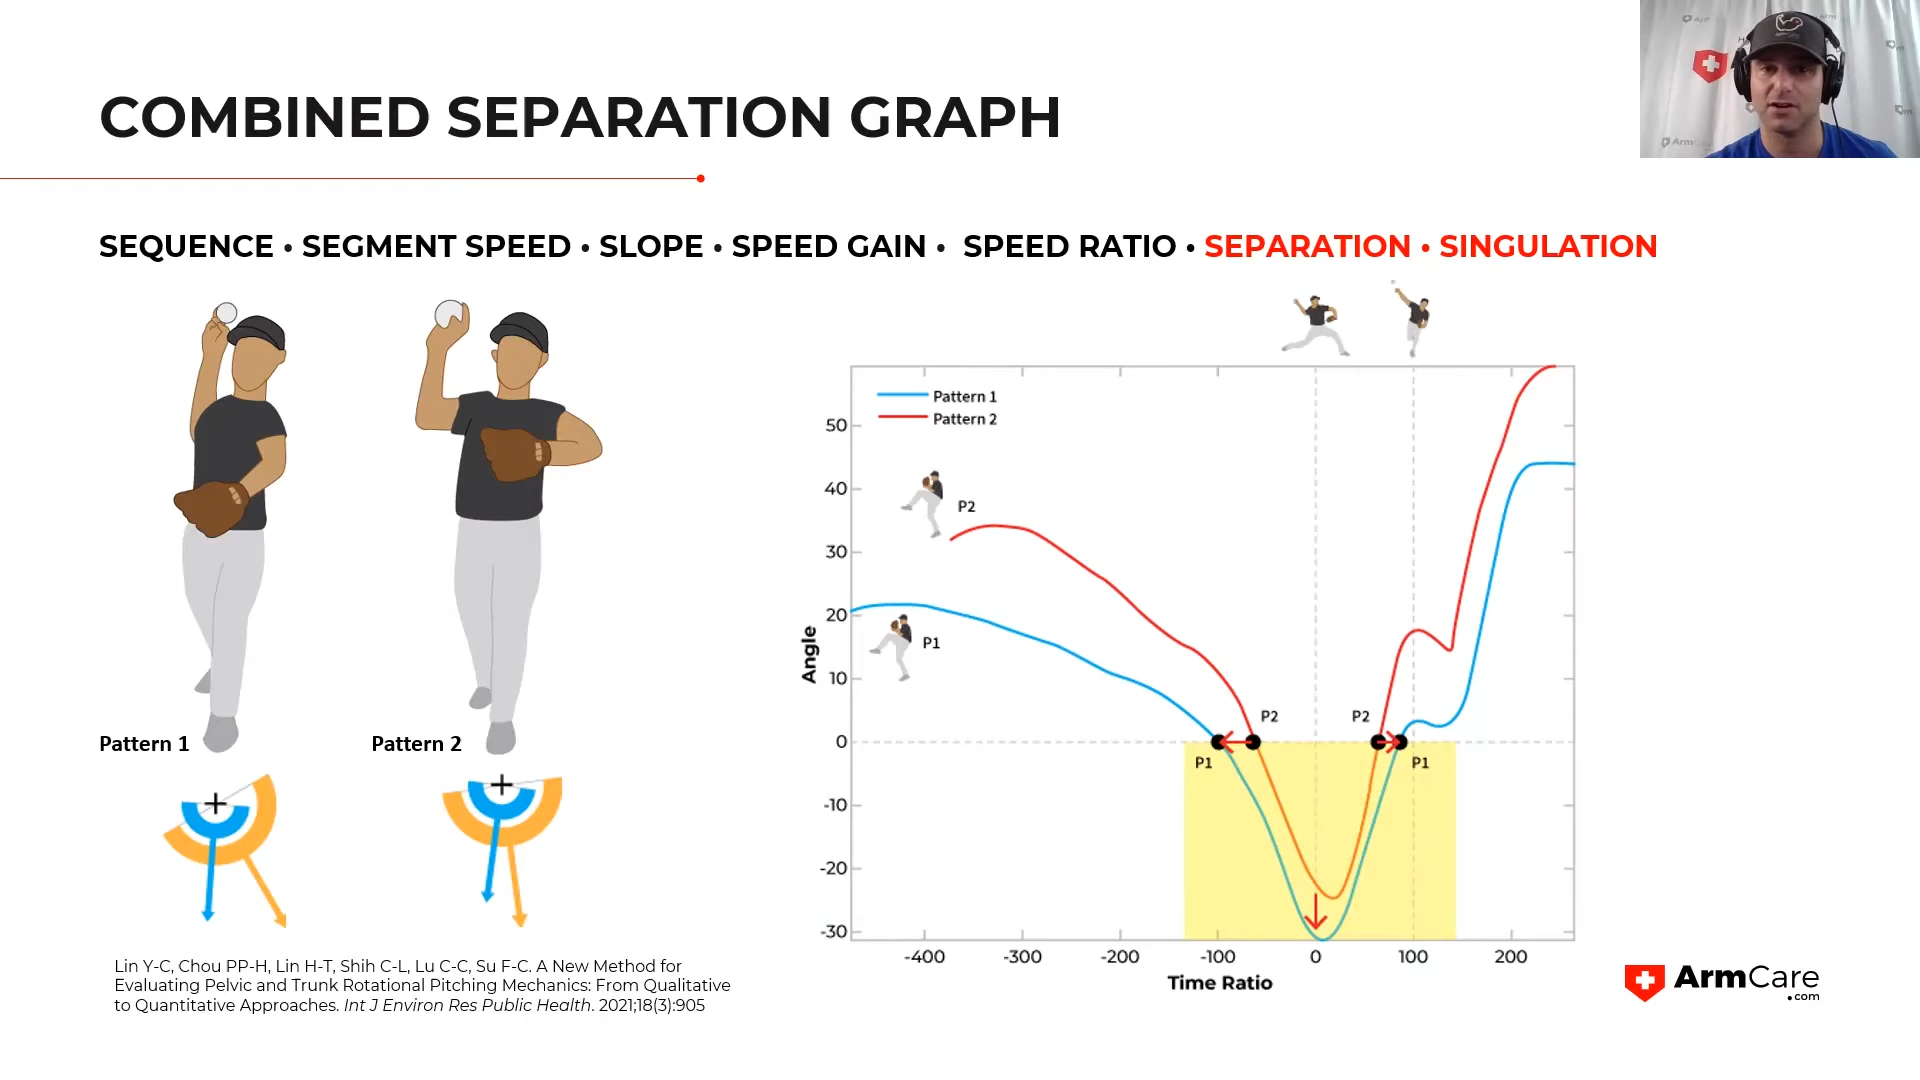 COMBINED SEPARATION GRAPH
SEQUENCE • SEGMENT SPEED • SLOPE • SPEED GAIN • SPEED RATIO • SEPARATION • SINGULATION
Pattern 1
Pattern 2
Pattern 1
Pattern 2
P2
P1
P2
P2
P1
P1
50
40
30
20
10
0
-10
-20
-30
Angle
-400
-300
-200
-100
0
100
200
Time Ratio
Lin Y-C, Chou PP-H, Lin H-T, Shih C-L, Lu C-C, Su F-C. A New Method for
Evaluating Pelvic and Trunk Rotational Pitching Mechanics: From Qualitative
to Quantitative Approaches. Int J Environ Res Public Health. 2021;18(3):905
ArmCare
.com